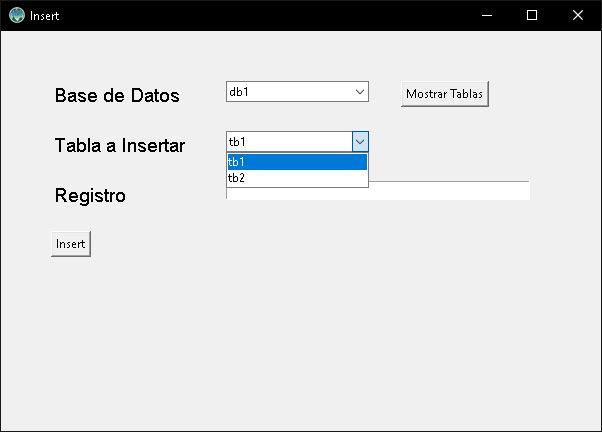 Insert
Base de Datos db1 Mostrar Tablas
Tabla a Insertar tb1
tb1
tb2
Registro
Insert